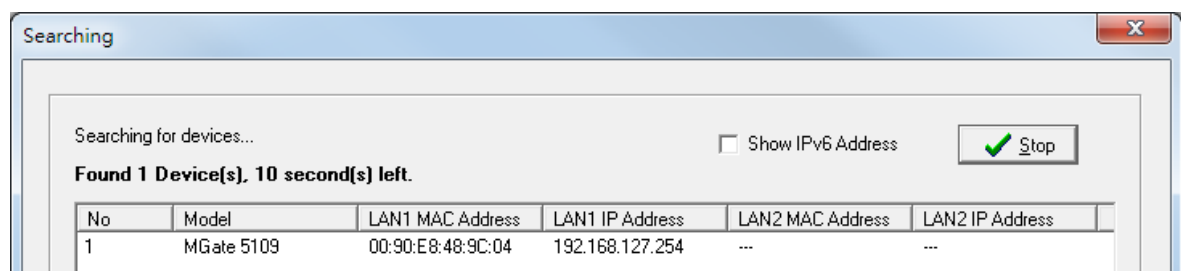 Searching
Searching for devices...
Show IPv6 Address
Stop
Found 1 Device(s), 10 second(s) left.
No Model LAN1 MAC Address LAN1 IP Address LAN2 MAC Address LAN2 IP Address
1 MGate 5109 00:90:E8:48:9C:04 192.168.127.254 --- ---